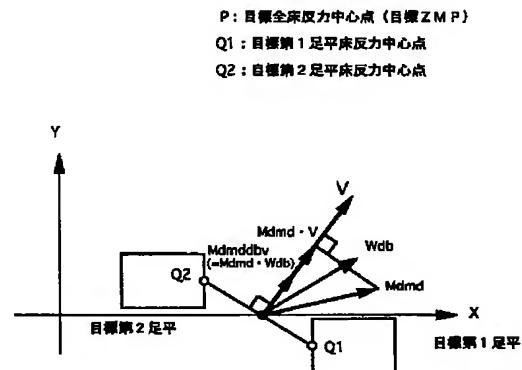 P:目標全床反力中心点(目標ZMP)
Q1:目標第1足平床反力中心点
Q2:目標第2足平床反力中心点
Y
V
Mdmd・V
Wdb
Mdmddbv
(=Mdmd・Wdb)
Q2
Mdmd
X
目標第2足平
目標第1足平
Q1